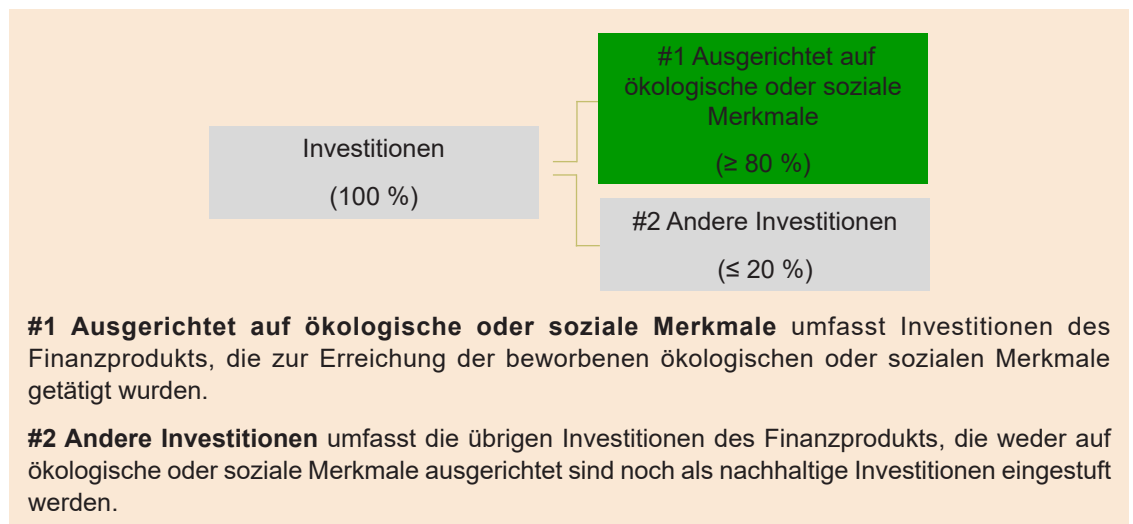 #1 Ausgerichtet auf
ökologische oder soziale
Merkmale
(≥ 80 %)
Investitionen
(100 %)
#2 Andere Investitionen
(≤ 20 %)
#1 Ausgerichtet auf ökologische oder soziale Merkmale umfasst Investitionen des
Finanzprodukts, die zur Erreichung der beworbenen ökologischen oder sozialen Merkmale
getätigt wurden.
#2 Andere Investitionen umfasst die übrigen Investitionen des Finanzprodukts, die weder auf
ökologische oder soziale Merkmale ausgerichtet sind noch als nachhaltige Investitionen eingestuft
werden.